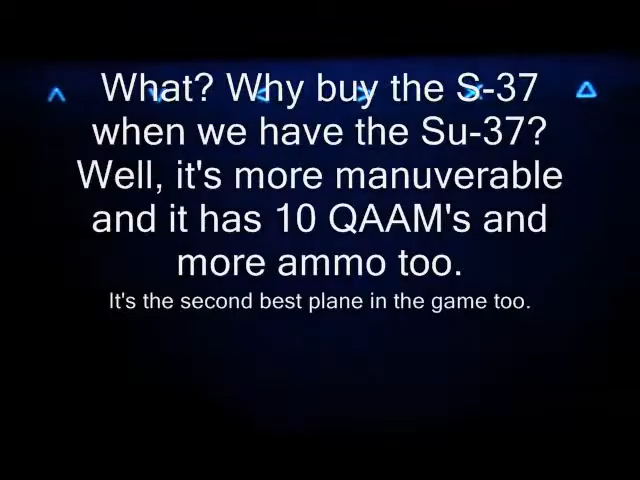 What? Why buy the S-37
when we have the Su-37?
Well, it's more manuverable
and it has 10 QAAM's and
more ammo too.
It's the second best plane in the game too.